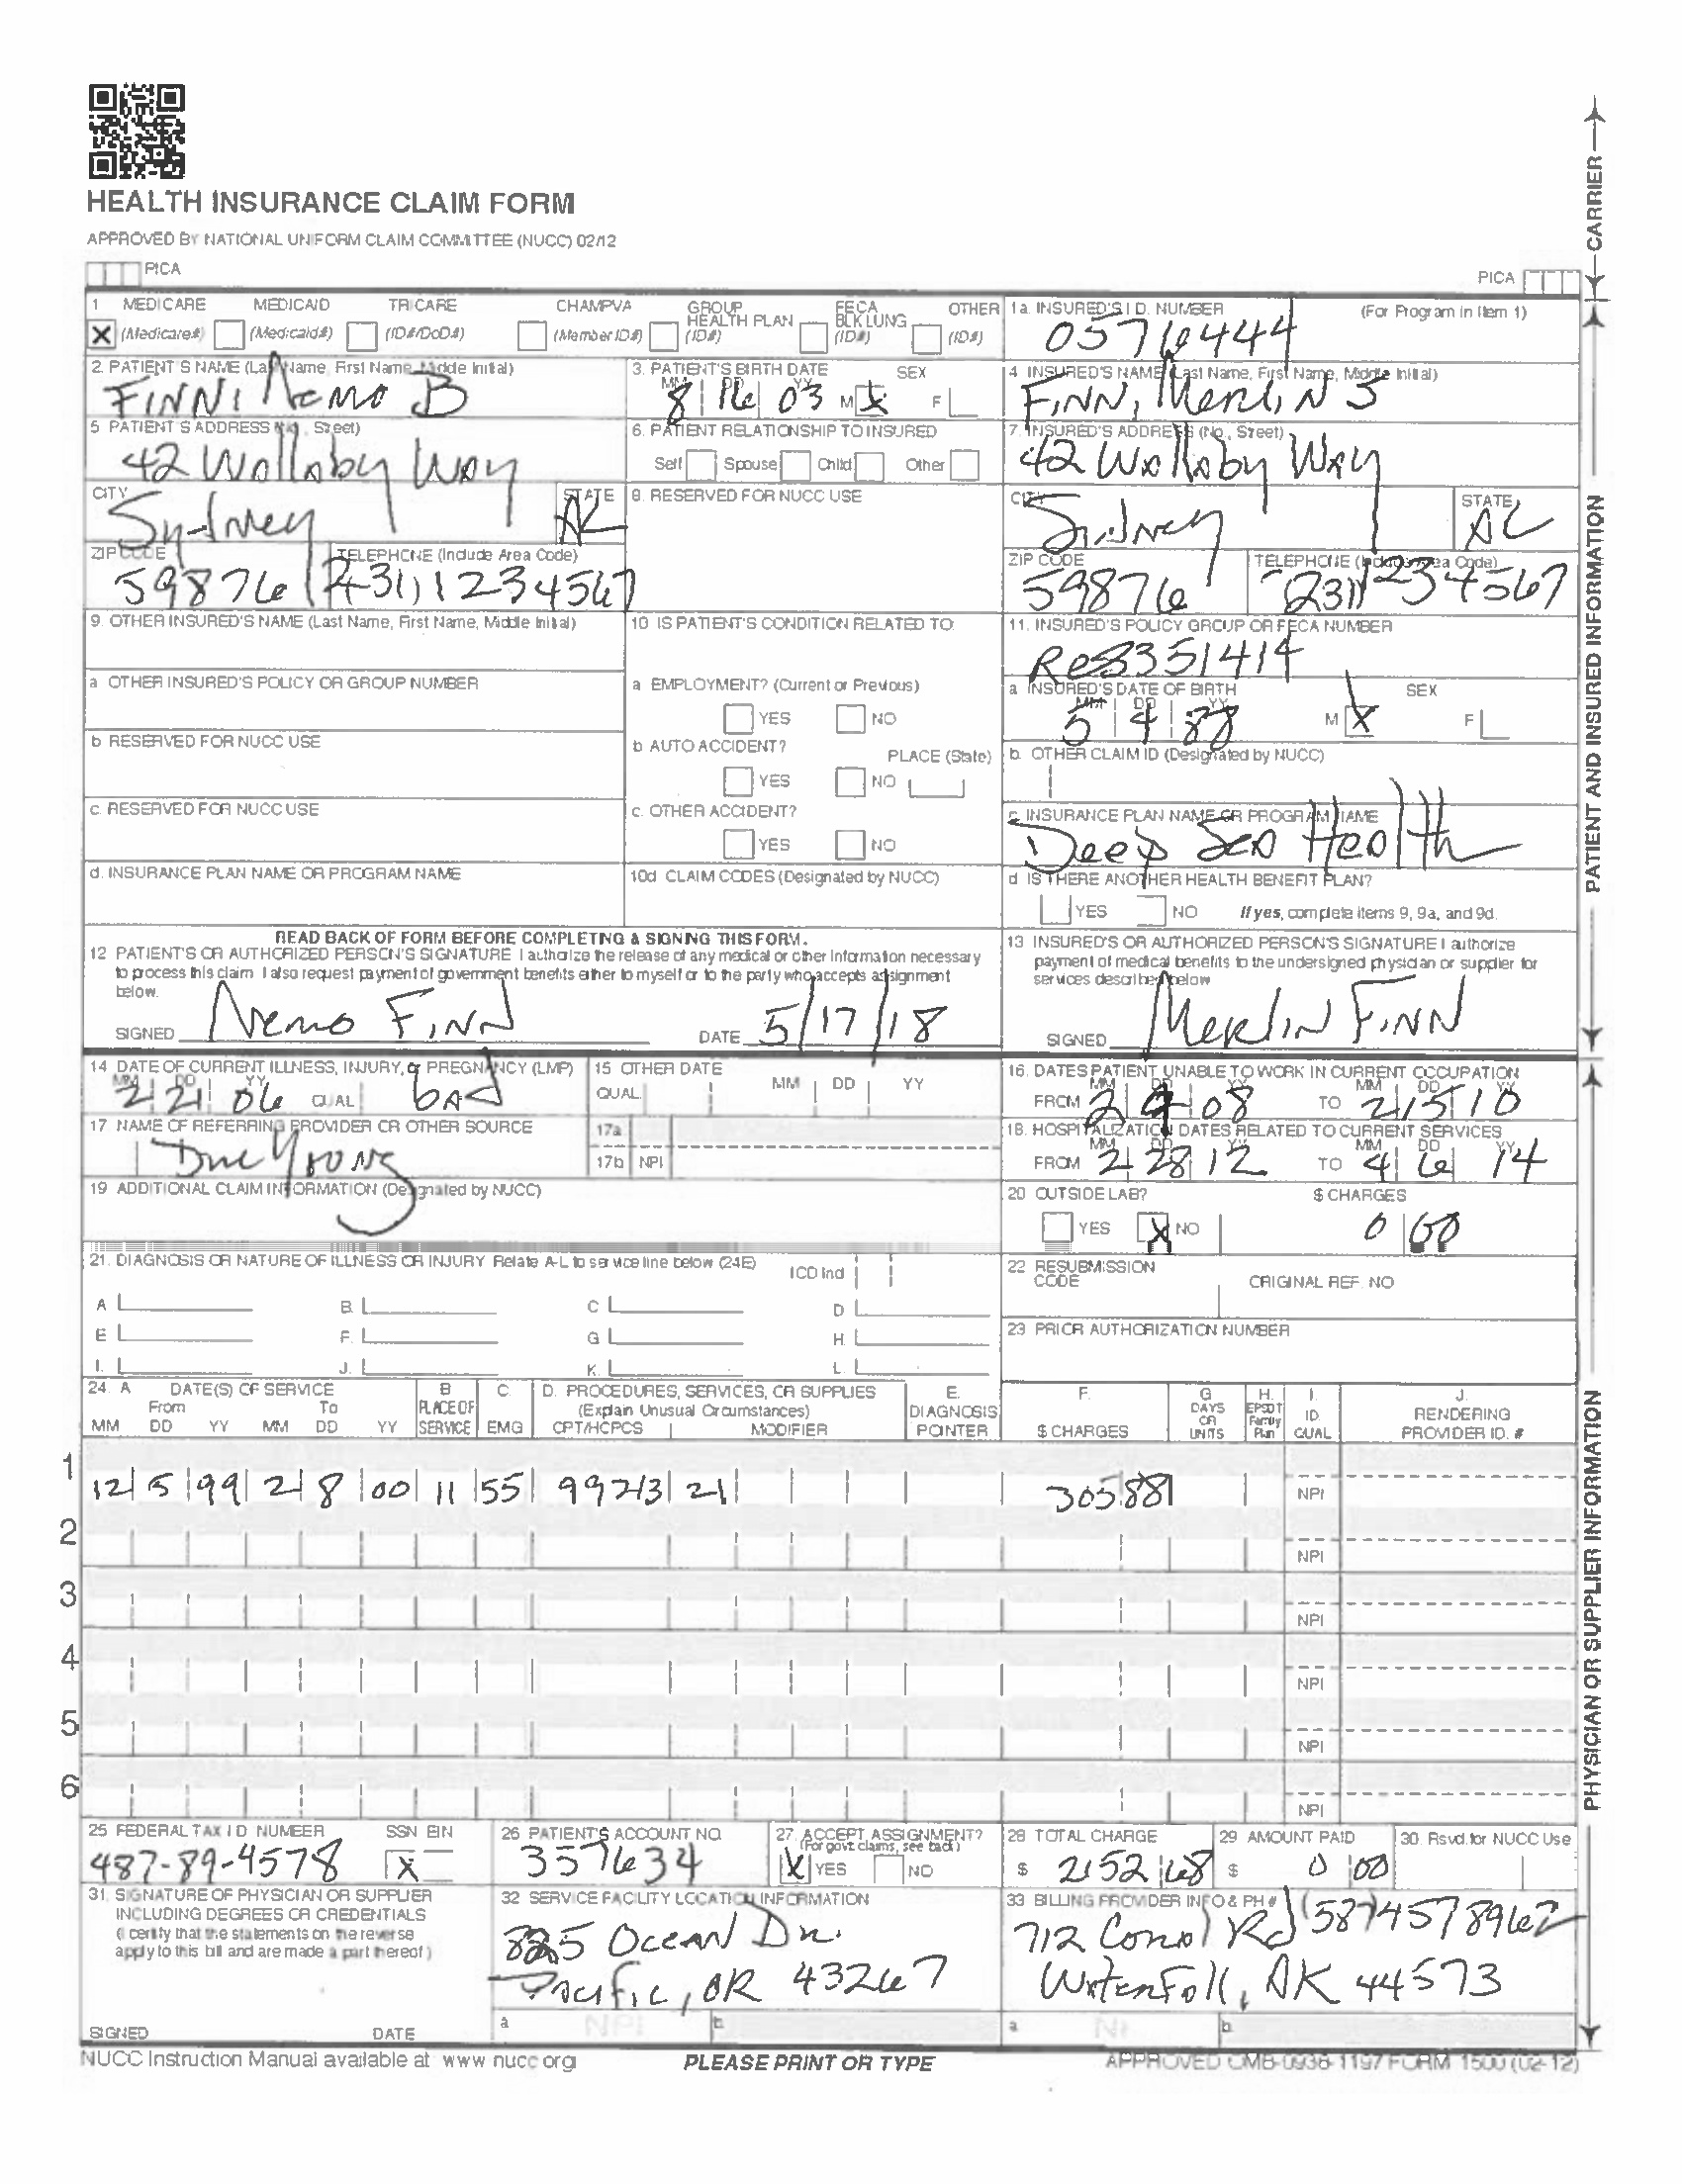 HEALTH INSURANCE CLAIM FORM
APPROVED BY NATIONAL UNIFORM CLAIM COMMITTEE (NUCC) 02/12
PICA
PICA
CARRIER
1 MEDICARE MEDICAID TRICARE CHAMPVA GROUP HEALTH PLAN FECA BLK LUNG OTHER
X (Medicare#) (Medicaid#) (ID#/DoD#) (Member ID#) (ID#) (ID#) (ID#)
1a. INSURED'S I.D. NUMBER (For Program in Item 1)
05716444
2. PATIENT'S NAME (Last Name, First Name, Middle Initial)
FINN, Nemo B
3. PATIENT'S BIRTH DATE SEX
MM DD YY
8 16 03 M X F
4 INSURED'S NAME (Last Name, First Name, Middle Initial)
FINN, Merlin S
5 PATIENT'S ADDRESS (No., Street)
42 Wallaby Way
6. PATIENT RELATIONSHIP TO INSURED
Self Spouse Child Other
7. INSURED'S ADDRESS (No., Street)
42 Wallaby Way
CITY STATE
Sydney
8. RESERVED FOR NUCC USE
CITY STATE
Sydney
ZIP CODE TELEPHONE (Include Area Code)
59876 (231) 1234567
ZIP CODE TELEPHONE (Include Area Code)
59876 (231) 1234567
9. OTHER INSURED'S NAME (Last Name, First Name, Middle Initial)
10 IS PATIENT'S CONDITION RELATED TO:
11. INSURED'S POLICY GROUP OR FECA NUMBER
a OTHER INSURED'S POLICY OR GROUP NUMBER
a EMPLOYMENT? (Current or Previous)
YES NO
a INSURED'S DATE OF BIRTH SEX
MM DD YY
5 4 88 M X F
b RESERVED FOR NUCC USE
b AUTO ACCIDENT? PLACE (State)
YES NO
b. OTHER CLAIM ID (Designated by NUCC)
c. RESERVED FOR NUCC USE
c. OTHER ACCIDENT?
YES NO
c. INSURANCE PLAN NAME OR PROGRAM NAME
Deep Sea Health
d. INSURANCE PLAN NAME OR PROGRAM NAME
10d CLAIM CODES (Designated by NUCC)
d IS THERE ANOTHER HEALTH BENEFIT PLAN?
YES NO If yes, complete items 9, 9a, and 9d.
PATIENT AND INSURED INFORMATION
READ BACK OF FORM BEFORE COMPLETING & SIGNING THIS FORM.
12 PATIENT'S OR AUTHORIZED PERSON'S SIGNATURE I authorize the release of any medical or other information necessary
to process this claim. I also request payment of government benefits either to myself or to the party who accepts assignment
below.
SIGNED Nemo Finn DATE 5/17/18
13 INSURED'S OR AUTHORIZED PERSON'S SIGNATURE I authorize
payment of medical benefits to the undersigned physician or supplier for
services described below
SIGNED Merlin Finn
14 DATE OF CURRENT ILLNESS, INJURY, or PREGNANCY (LMP)
MM DD YY
2 21 06 QUAL bad
15 OTHER DATE
QUAL. MM DD YY
16. DATES PATIENT UNABLE TO WORK IN CURRENT OCCUPATION
MM DD YY MM DD YY
FROM 2 9 08 TO 2 15 10
17 NAME OF REFERRING PROVIDER OR OTHER SOURCE
Young
17a
17b NPI
18. HOSPITALIZATION DATES RELATED TO CURRENT SERVICES
MM DD YY MM DD YY
FROM 2 28 12 TO 4 6 14
19 ADDITIONAL CLAIM INFORMATION (Designated by NUCC)
20 OUTSIDE LAB? $ CHARGES
YES X NO 0 00
21. DIAGNOSIS OR NATURE OF ILLNESS OR INJURY Relate A-L to service line below (24E) ICD Ind
A B. C D
E F. G H.
I. J. K. L.
22 RESUBMISSION CODE ORIGINAL REF. NO
23 PRIOR AUTHORIZATION NUMBER
24. A DATE(S) OF SERVICE B C. D. PROCEDURES, SERVICES, OR SUPPLIES E. F. G H. I. J.
From To PLACE OF (Explain Unusual Circumstances) DIAGNOSIS DAYS OR UNITS EPSDT Family Plan ID. QUAL RENDERING
MM DD YY MM DD YY SERVICE EMG CPT/HCPCS MODIFIER POINTER $ CHARGES PROVIDER ID. #
1 12 5 99 2 8 00 11 55 99213 21 305 88 NPI
2 NPI
3 NPI
4 NPI
5 NPI
6 NPI
PHYSICIAN OR SUPPLIER INFORMATION
25 FEDERAL TAX I.D. NUMBER SSN EIN
487-89-4578 X
26 PATIENT'S ACCOUNT NO.
357634
27. ACCEPT ASSIGNMENT?
(For govt claims, see back)
X YES NO
28 TOTAL CHARGE
$ 2152 68
29 AMOUNT PAID
$ 0 00
30. Rsvd. for NUCC Use
31. SIGNATURE OF PHYSICIAN OR SUPPLIER
INCLUDING DEGREES OR CREDENTIALS
(I certify that the statements on the reverse
apply to this bill and are made a part thereof.)
SIGNED DATE
32 SERVICE FACILITY LOCATION INFORMATION
Ocean Dr.
Pacific, OR 43267
a NPI b
33 BILLING PROVIDER INFO & PH #
712 Coral Rd (587)4578962
Waterfall, AK 44573
a b
NUCC Instruction Manual available at: www.nucc.org
PLEASE PRINT OR TYPE
APPROVED OMB-0938-1197 FORM 1500 (02-12)